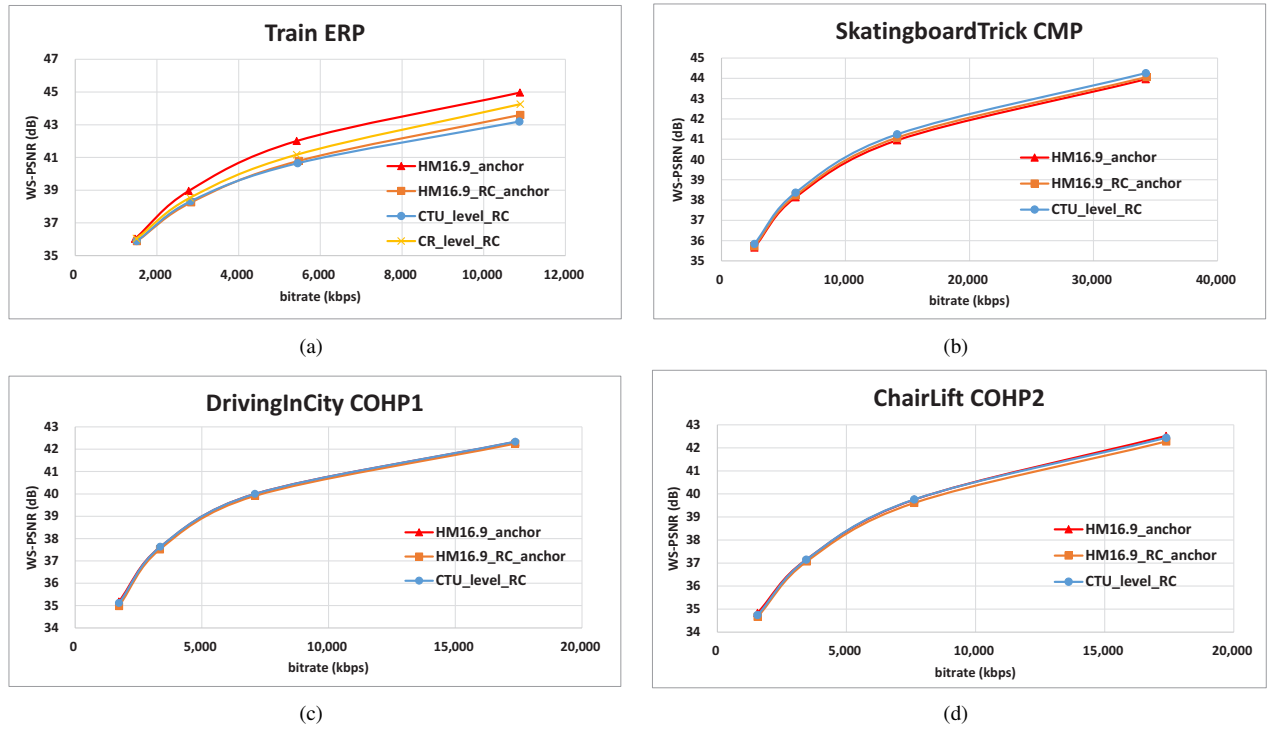 Train ERP
47
45
43
41
39
37
35
WS-PSNR (dB)
0 2,000 4,000 6,000 8,000 10,000 12,000
bitrate (kbps)
HM16.9_anchor
HM16.9_RC_anchor
CTU_level_RC
CR_level_RC
(a)
SkatingboardTrick CMP
45
44
43
42
41
40
39
38
37
36
35
WS-PSRN (dB)
0 10,000 20,000 30,000 40,000
bitrate (kbps)
HM16.9_anchor
HM16.9_RC_anchor
CTU_level_RC
(b)
DrivingInCity COHP1
43
42
41
40
39
38
37
36
35
34
WS-PSNR (dB)
0 5,000 10,000 15,000 20,000
bitrate (kbps)
HM16.9_anchor
HM16.9_RC_anchor
CTU_level_RC
(c)
ChairLift COHP2
43
42
41
40
39
38
37
36
35
34
WS-PSNR (dB)
0 5,000 10,000 15,000 20,000
bitrate (kbps)
HM16.9_anchor
HM16.9_RC_anchor
CTU_level_RC
(d)